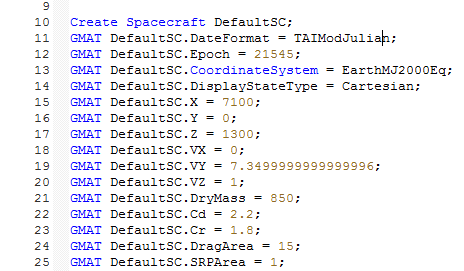 9
10 Create Spacecraft DefaultSC;
11 GMAT DefaultSC.DateFormat = TAIModJulian;
12 GMAT DefaultSC.Epoch = 21545;
13 GMAT DefaultSC.CoordinateSystem = EarthMJ2000Eq;
14 GMAT DefaultSC.DisplayStateType = Cartesian;
15 GMAT DefaultSC.X = 7100;
16 GMAT DefaultSC.Y = 0;
17 GMAT DefaultSC.Z = 1300;
18 GMAT DefaultSC.VX = 0;
19 GMAT DefaultSC.VY = 7.3499999999999996;
20 GMAT DefaultSC.VZ = 1;
21 GMAT DefaultSC.DryMass = 850;
22 GMAT DefaultSC.Cd = 2.2;
23 GMAT DefaultSC.Cr = 1.8;
24 GMAT DefaultSC.DragArea = 15;
25 GMAT DefaultSC.SRPArea = 1;